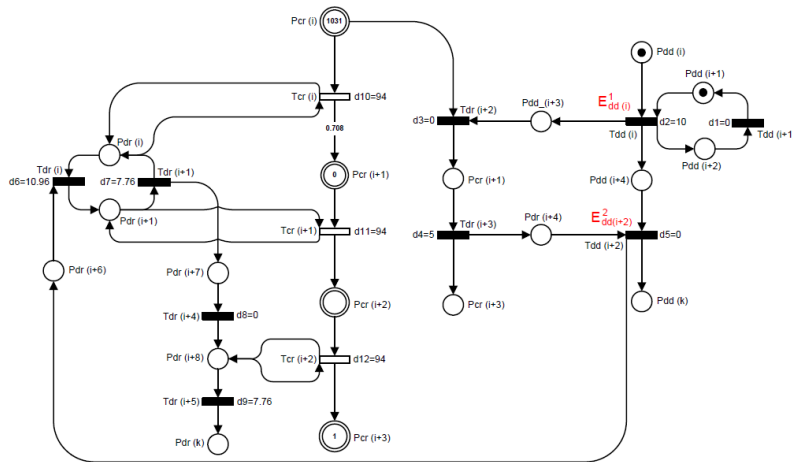 Pcr (i)
1031
Pdd (i)
Pdd (i+1)
Tcr (i)
d10=94
E¹dd (i)
Tdr (i+2)
Pdd_(i+3)
d3=0
d2=10
d1=0
Tdd (i)
Tdd (i+1
0.708
Pdr (i)
Tdr (i)
Tdr (i+1)
d6=10.96
d7=7.76
0
Pcr (i+1)
Pcr (i+1)
Pdd (i+2)
Pdd (i+4)
Pdr (i+1)
Tcr (i+1)
d11=94
Tdr (i+3)
Pdr (i+4)
E²dd(i+2)
d4=5
d5=0
Tdd (i+2)
Pdr (i+6)
Pdr (i+7)
Pcr (i+2)
Pcr (i+3)
Pdd (k)
Tdr (i+4)
d8=0
Pdr (i+8)
Tcr (i+2)
d12=94
Tdr (i+5)
d9=7.76
Pdr (k)
1
Pcr (i+3)